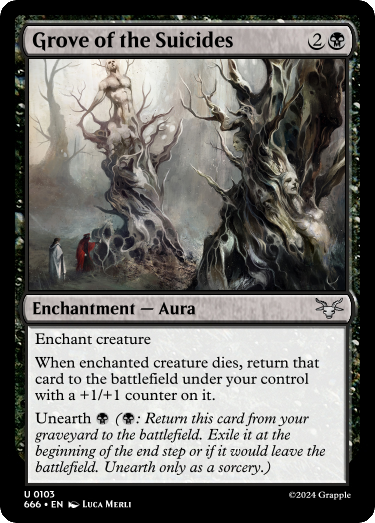 Grove of the Suicides 2
Enchantment — Aura
Enchant creature
When enchanted creature dies, return that
card to the battlefield under your control
with a +1/+1 counter on it.
Unearth (: Return this card from your
graveyard to the battlefield. Exile it at the
beginning of the end step or if it would leave the
battlefield. Unearth only as a sorcery.)
U 0103
666 • EN Luca Merli
©2024 Grapple